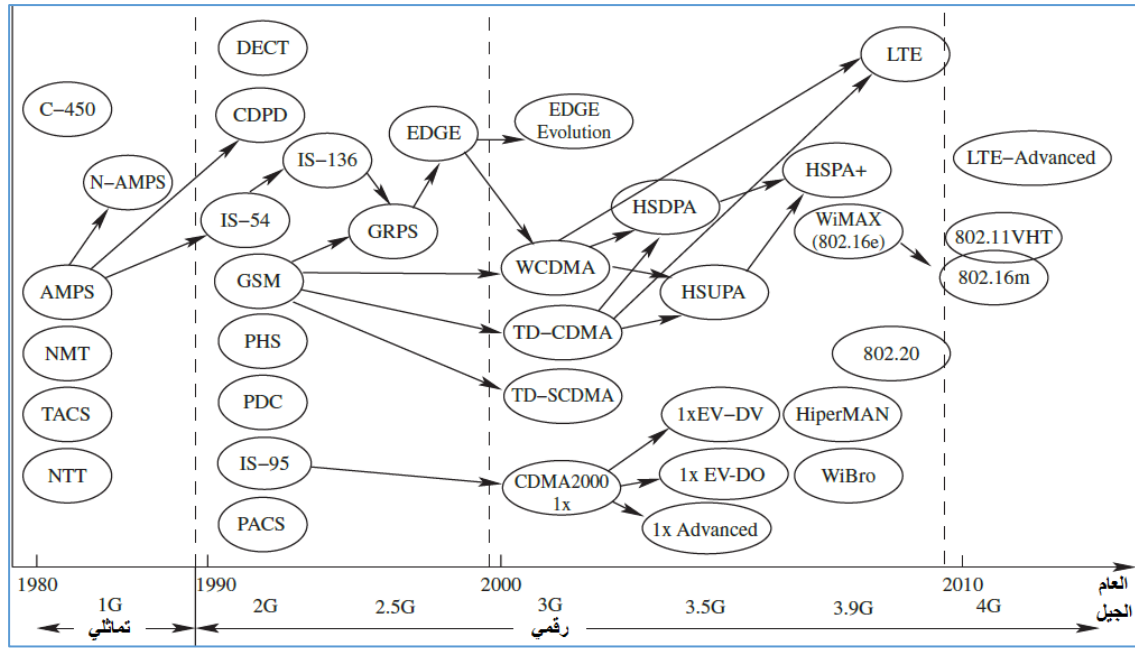 DECT
LTE
C-450
CDPD
EDGE
EDGE
Evolution
IS-136
LTE-Advanced
HSPA+
N-AMPS
HSDPA
IS-54
GRPS
WiMAX
(802.16e)
802.11VHT
WCDMA
AMPS
GSM
HSUPA
802.16m
TD-CDMA
PHS
NMT
802.20
TD-SCDMA
PDC
TACS
1xEV-DV
HiperMAN
IS-95
NTT
CDMA2000
1x
1x EV-DO
WiBro
PACS
1x Advanced
1980 1990 2000 2010 العام
1G 2G 2.5G 3G 3.5G 3.9G 4G الجيل
تماثلي رقمي